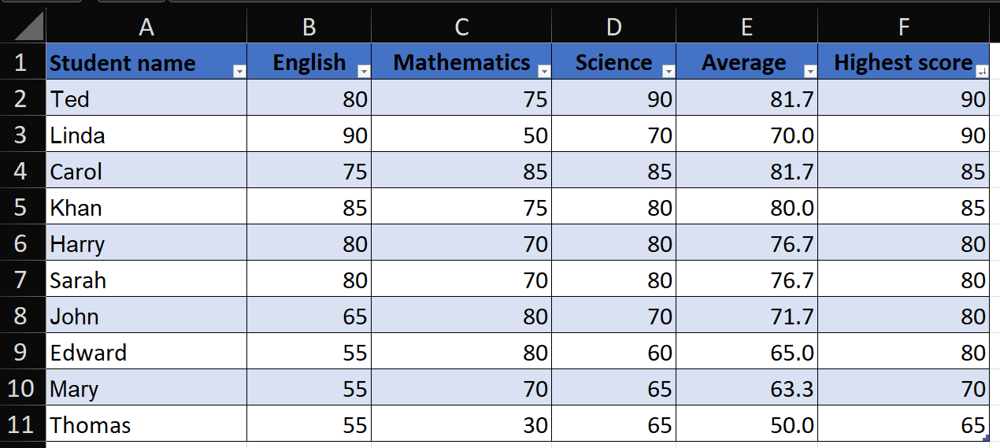 A B C D E F
1 Student name English Mathematics Science Average Highest score
2 Ted 80 75 90 81.7 90
3 Linda 90 50 70 70.0 90
4 Carol 75 85 85 81.7 85
5 Khan 85 75 80 80.0 85
6 Harry 80 70 80 76.7 80
7 Sarah 80 70 80 76.7 80
8 John 65 80 70 71.7 80
9 Edward 55 80 60 65.0 80
10 Mary 55 70 65 63.3 70
11 Thomas 55 30 65 50.0 65